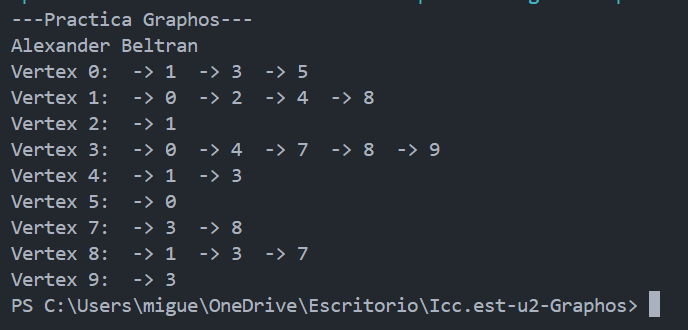 ---Practica Graphos---
Alexander Beltran
Vertex 0:  -> 1  -> 3  -> 5
Vertex 1:  -> 0  -> 2  -> 4  -> 8
Vertex 2:  -> 1
Vertex 3:  -> 0  -> 4  -> 7  -> 8  -> 9
Vertex 4:  -> 1  -> 3
Vertex 5:  -> 0
Vertex 7:  -> 3  -> 8
Vertex 8:  -> 1  -> 3  -> 7
Vertex 9:  -> 3
PS C:\Users\migue\OneDrive\Escritorio\Icc.est-u2-Graphos>